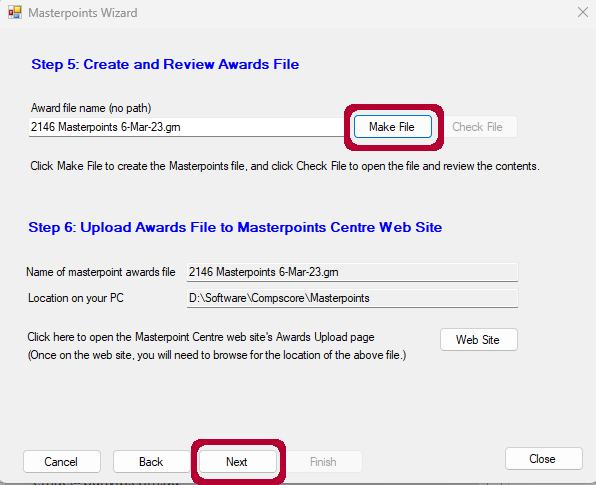 Masterpoints Wizard
Step 5: Create and Review Awards File
Award file name (no path)
2146 Masterpoints 6-Mar-23.grn Make File Check File
Click Make File to create the Masterpoints file, and click Check File to open the file and review the contents.
Step 6: Upload Awards File to Masterpoints Centre Web Site
Name of masterpoint awards file 2146 Masterpoints 6-Mar-23.grn
Location on your PC D:\Software\Compscore\Masterpoints
Click here to open the Masterpoint Centre web site's Awards Upload page
(Once on the web site, you will need to browse for the location of the above file.) Web Site
Cancel Back Next Finish Close